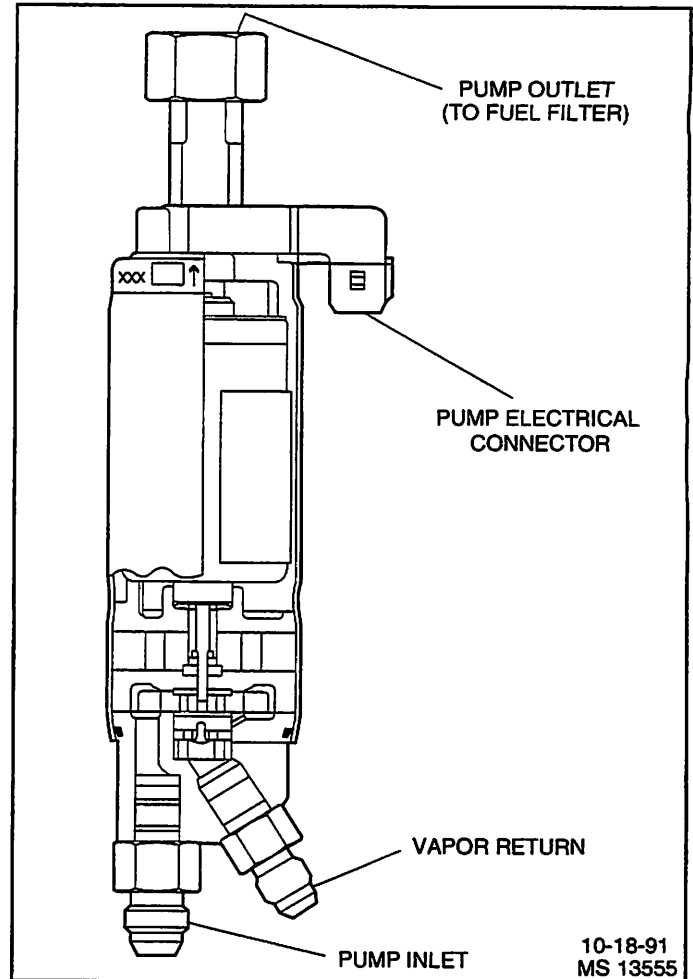 PUMP OUTLET
(TO FUEL FILTER)
XXX
PUMP ELECTRICAL
CONNECTOR
VAPOR RETURN
PUMP INLET
10-18-91
MS 13555